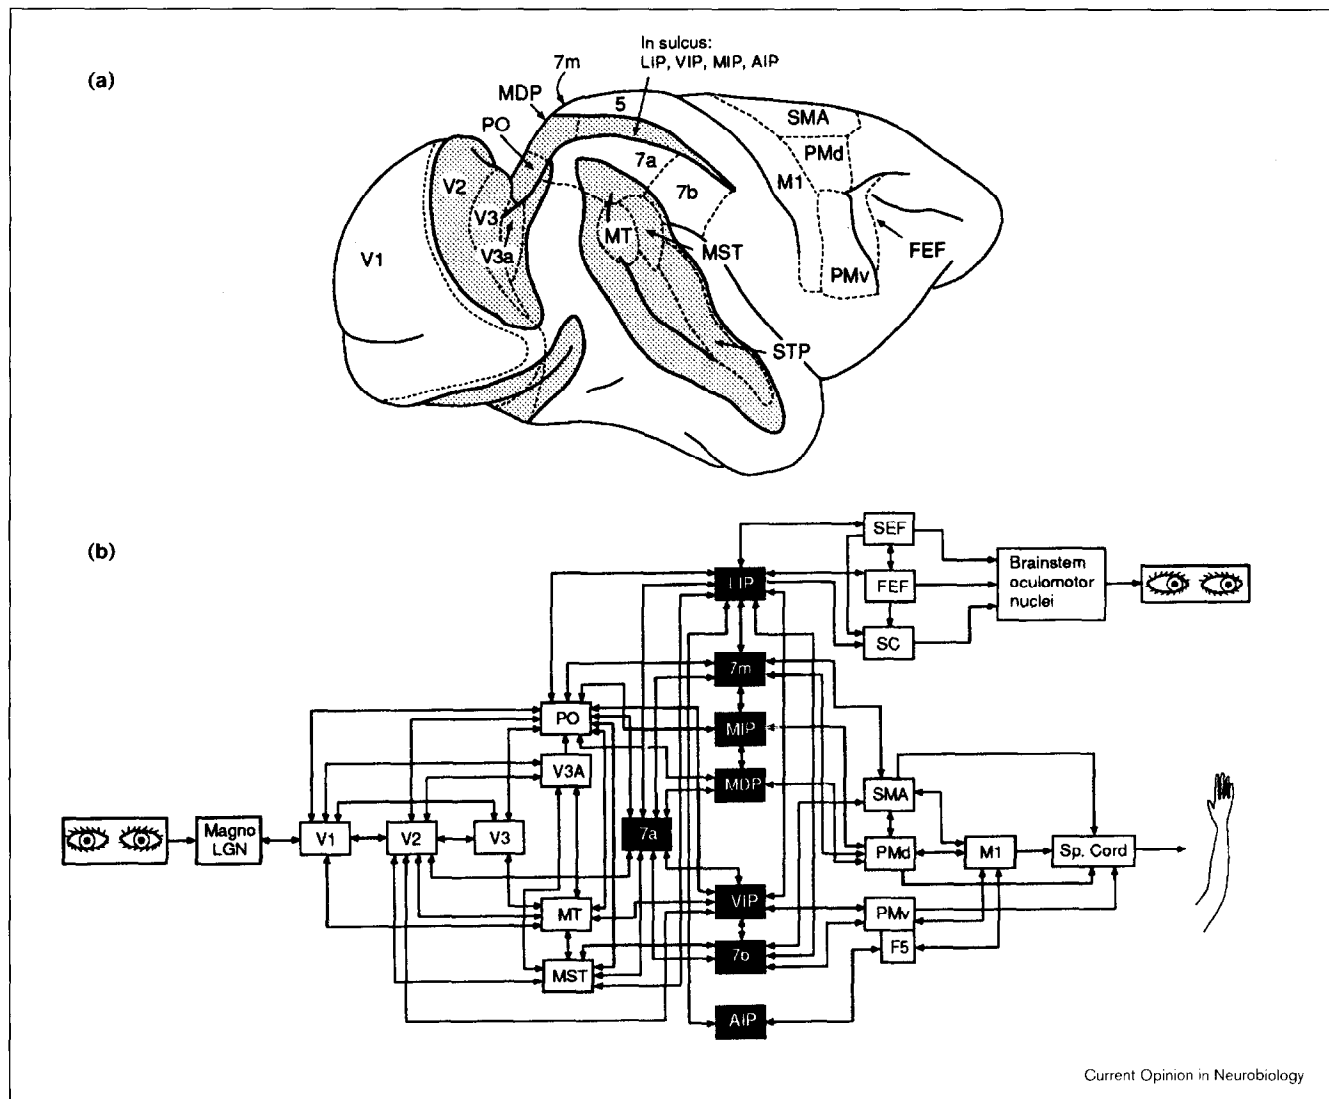 (a)
In sulcus:
LIP, VIP, MIP, AIP
7m
MDP
PO
5
SMA
PMd
7a
7b
M1
V2
V3
V3a
V1
MT
MST
FEF
PMv
STP
(b)
SEF
LIP
FEF
Brainstem
oculomotor
nuclei
SC
7m
PO
MIP
V3A
MDP
SMA
Magno
LGN
V1
V2
V3
7a
PMd
M1
Sp. Cord
VIP
MT
PMv
7b
F5
MST
AIP
Current Opinion in Neurobiology